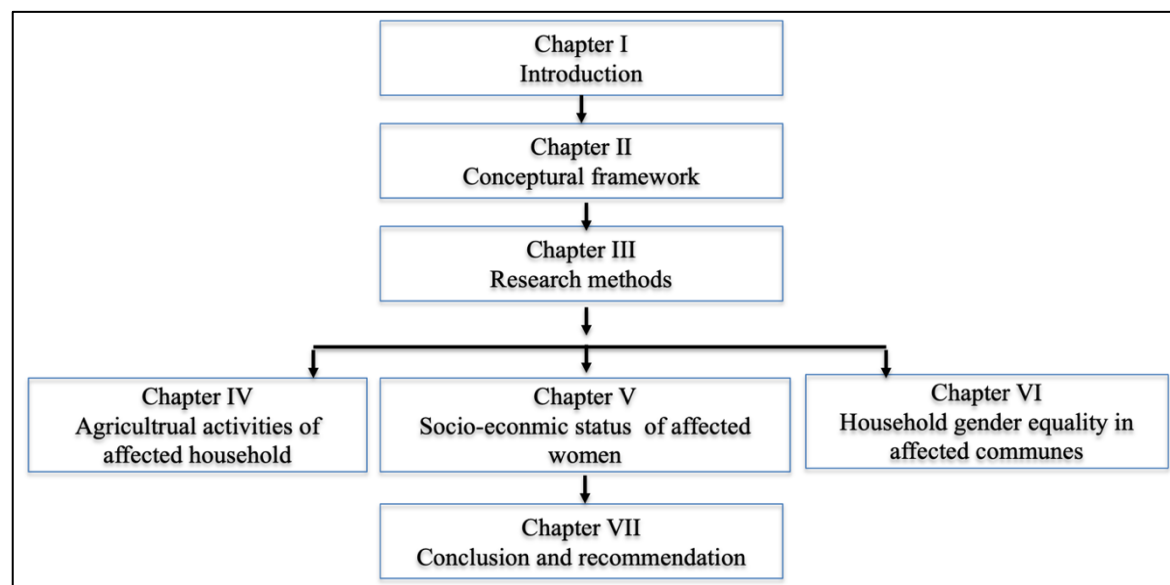 Chapter I
Introduction
Chapter II
Conceptural framework
Chapter III
Research methods
Chapter IV
Agricultrual activities of
affected household
Chapter V
Socio-econmic status of affected
women
Chapter VI
Household gender equality in
affected communes
Chapter VII
Conclusion and recommendation